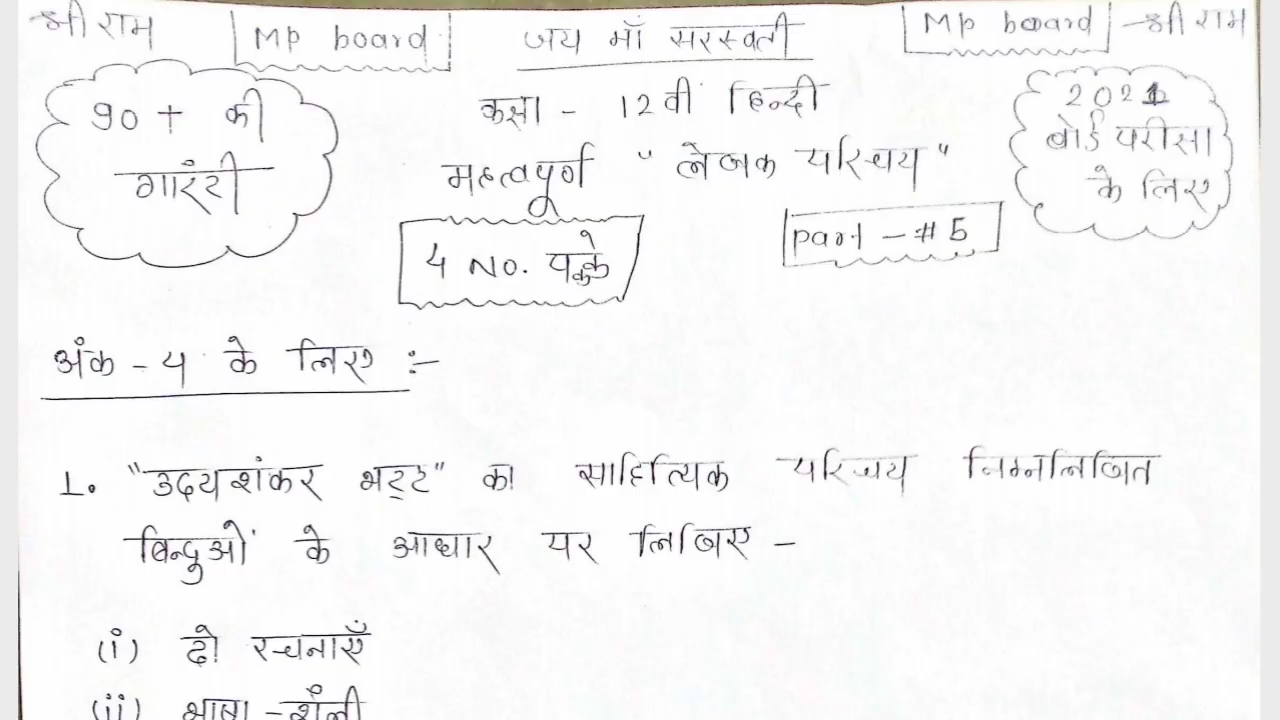 श्री राम
MP board
जय माँ सरस्वती
MP board
श्री राम
90 + की
गारंटी
कक्षा - 12वीं हिन्दी
महत्वपूर्ण " लेखक परिचय "
2021
बोर्ड परीक्षा
के लिए
4 No. पक्के
part - # 5
अंक - 4 के लिए :-
1. "उदयशंकर भट्ट" का साहित्यिक परिचय निम्नलिखित
बिन्दुओं के आधार पर लिखिए -
(i) दो रचनाएँ
(ii) भाषा - शैली